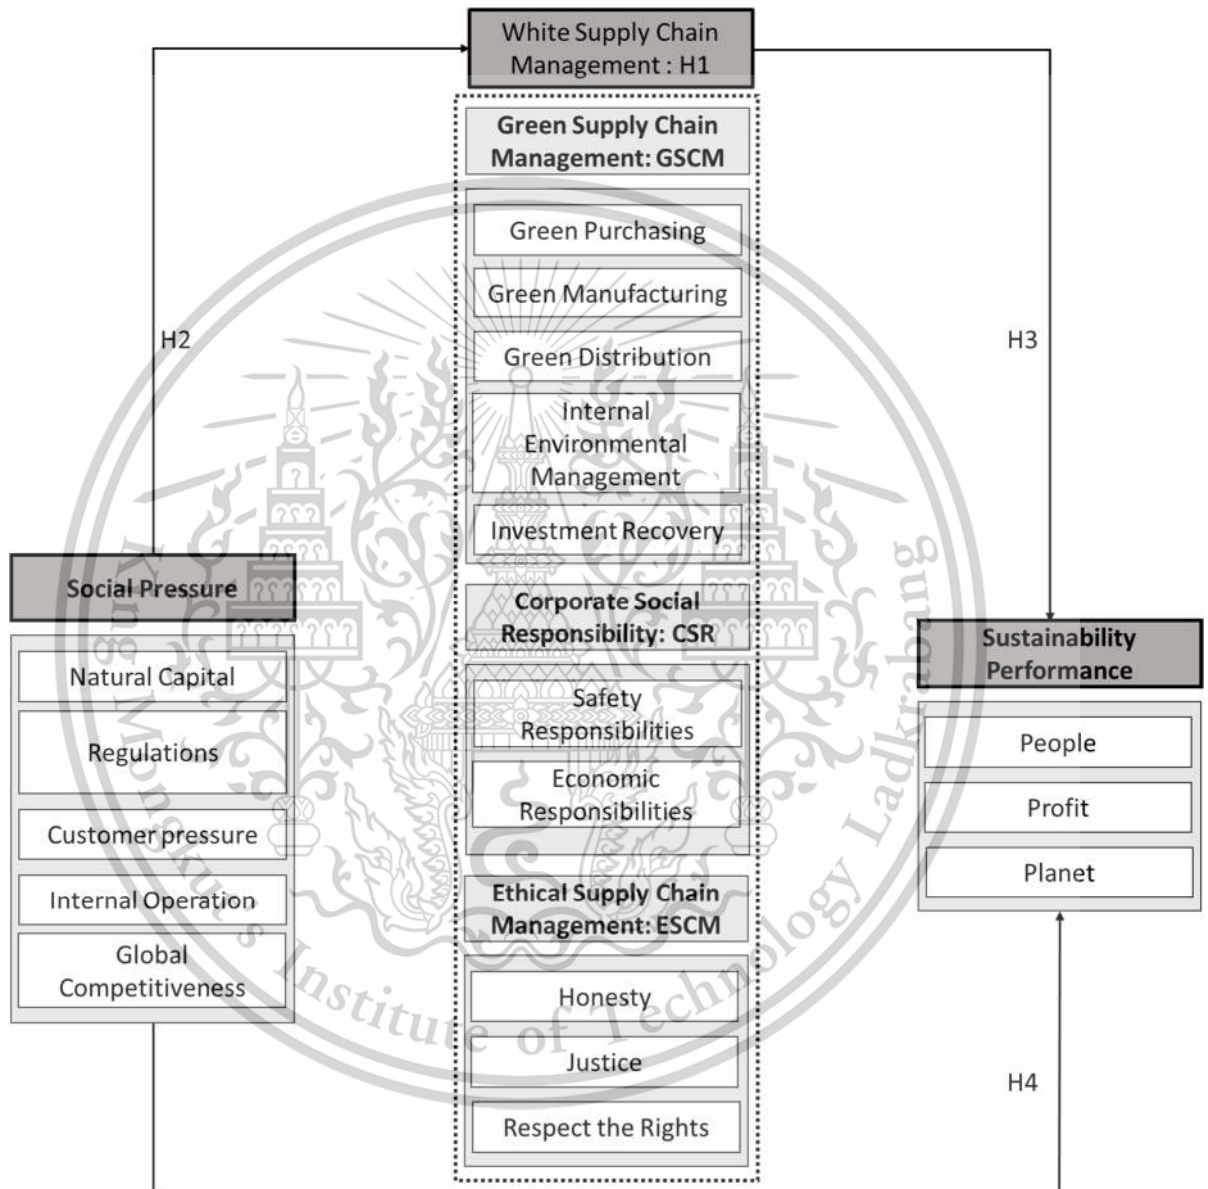 White Supply Chain
Management : H1
Green Supply Chain
Management: GSCM
Green Purchasing
Green Manufacturing
Green Distribution
Internal
Environmental
Management
Investment Recovery
Corporate Social
Responsibility: CSR
Safety
Responsibilities
Economic
Responsibilities
Ethical Supply Chain
Management: ESCM
Honesty
Justice
Respect the Rights
H2
Social Pressure
Natural Capital
Regulations
Customer pressure
Internal Operation
Global
Competitiveness
H3
Sustainability
Performance
People
Profit
Planet
H4
King Mongkut's Institute of Technology Ladkrabang